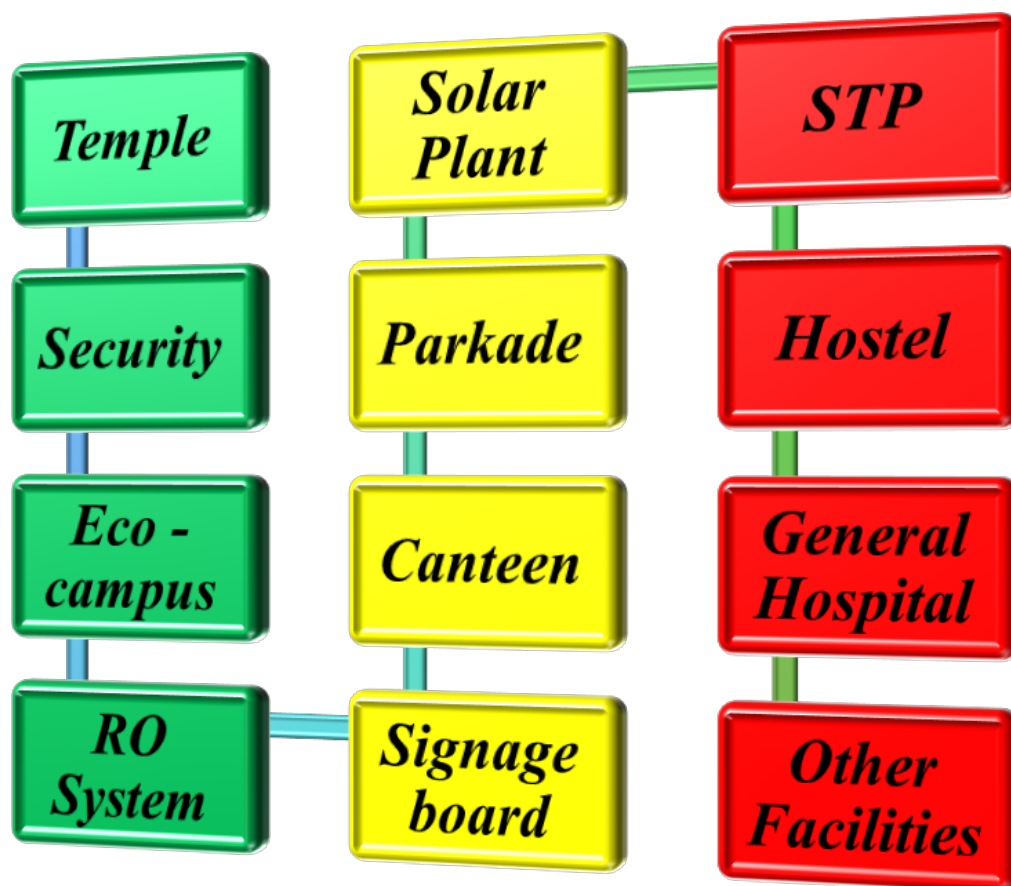 Temple
Security
Eco -
campus
RO
System
Signage
board
Canteen
Parkade
Solar
Plant
STP
Hostel
General
Hospital
Other
Facilities